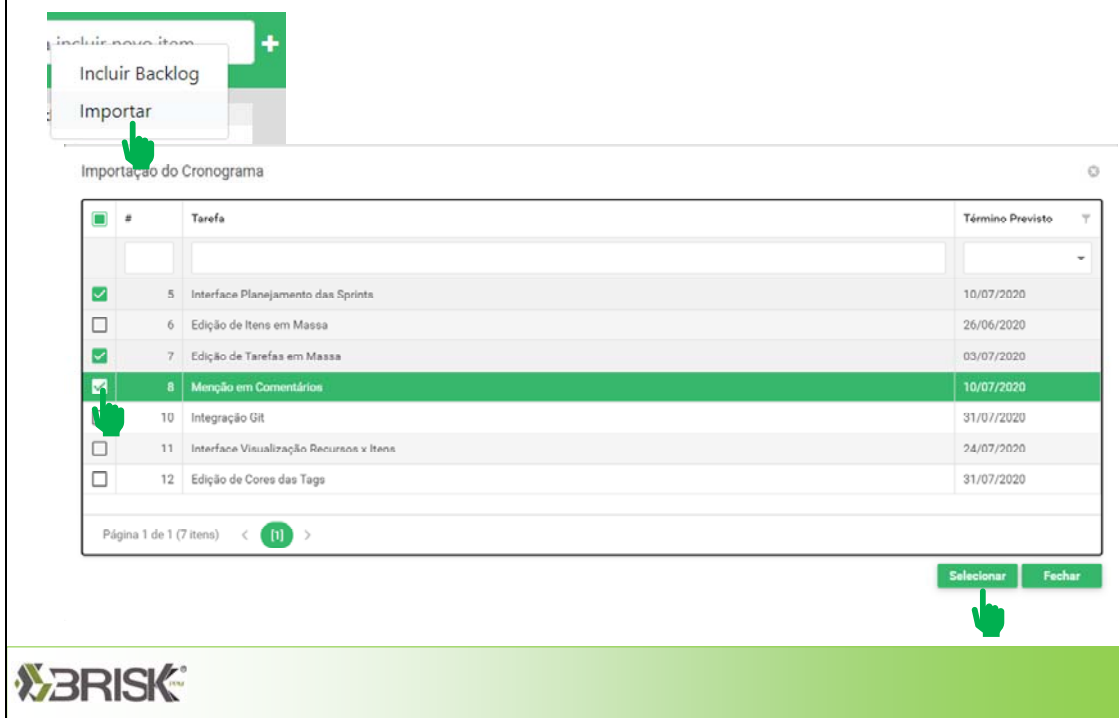 incluir novo item +
Incluir Backlog
Importar
Importação do Cronograma
# Tarefa Término Previsto
5 Interface Planejamento das Sprints 10/07/2020
6 Edição de Itens em Massa 26/06/2020
7 Edição de Tarefas em Massa 03/07/2020
8 Menção em Comentários 10/07/2020
10 Integração Git 31/07/2020
11 Interface Visualização Recursos x Itens 24/07/2020
12 Edição de Cores das Tags 31/07/2020
Página 1 de 1 (7 itens) < [1] >
Selecionar Fechar
BRISK®